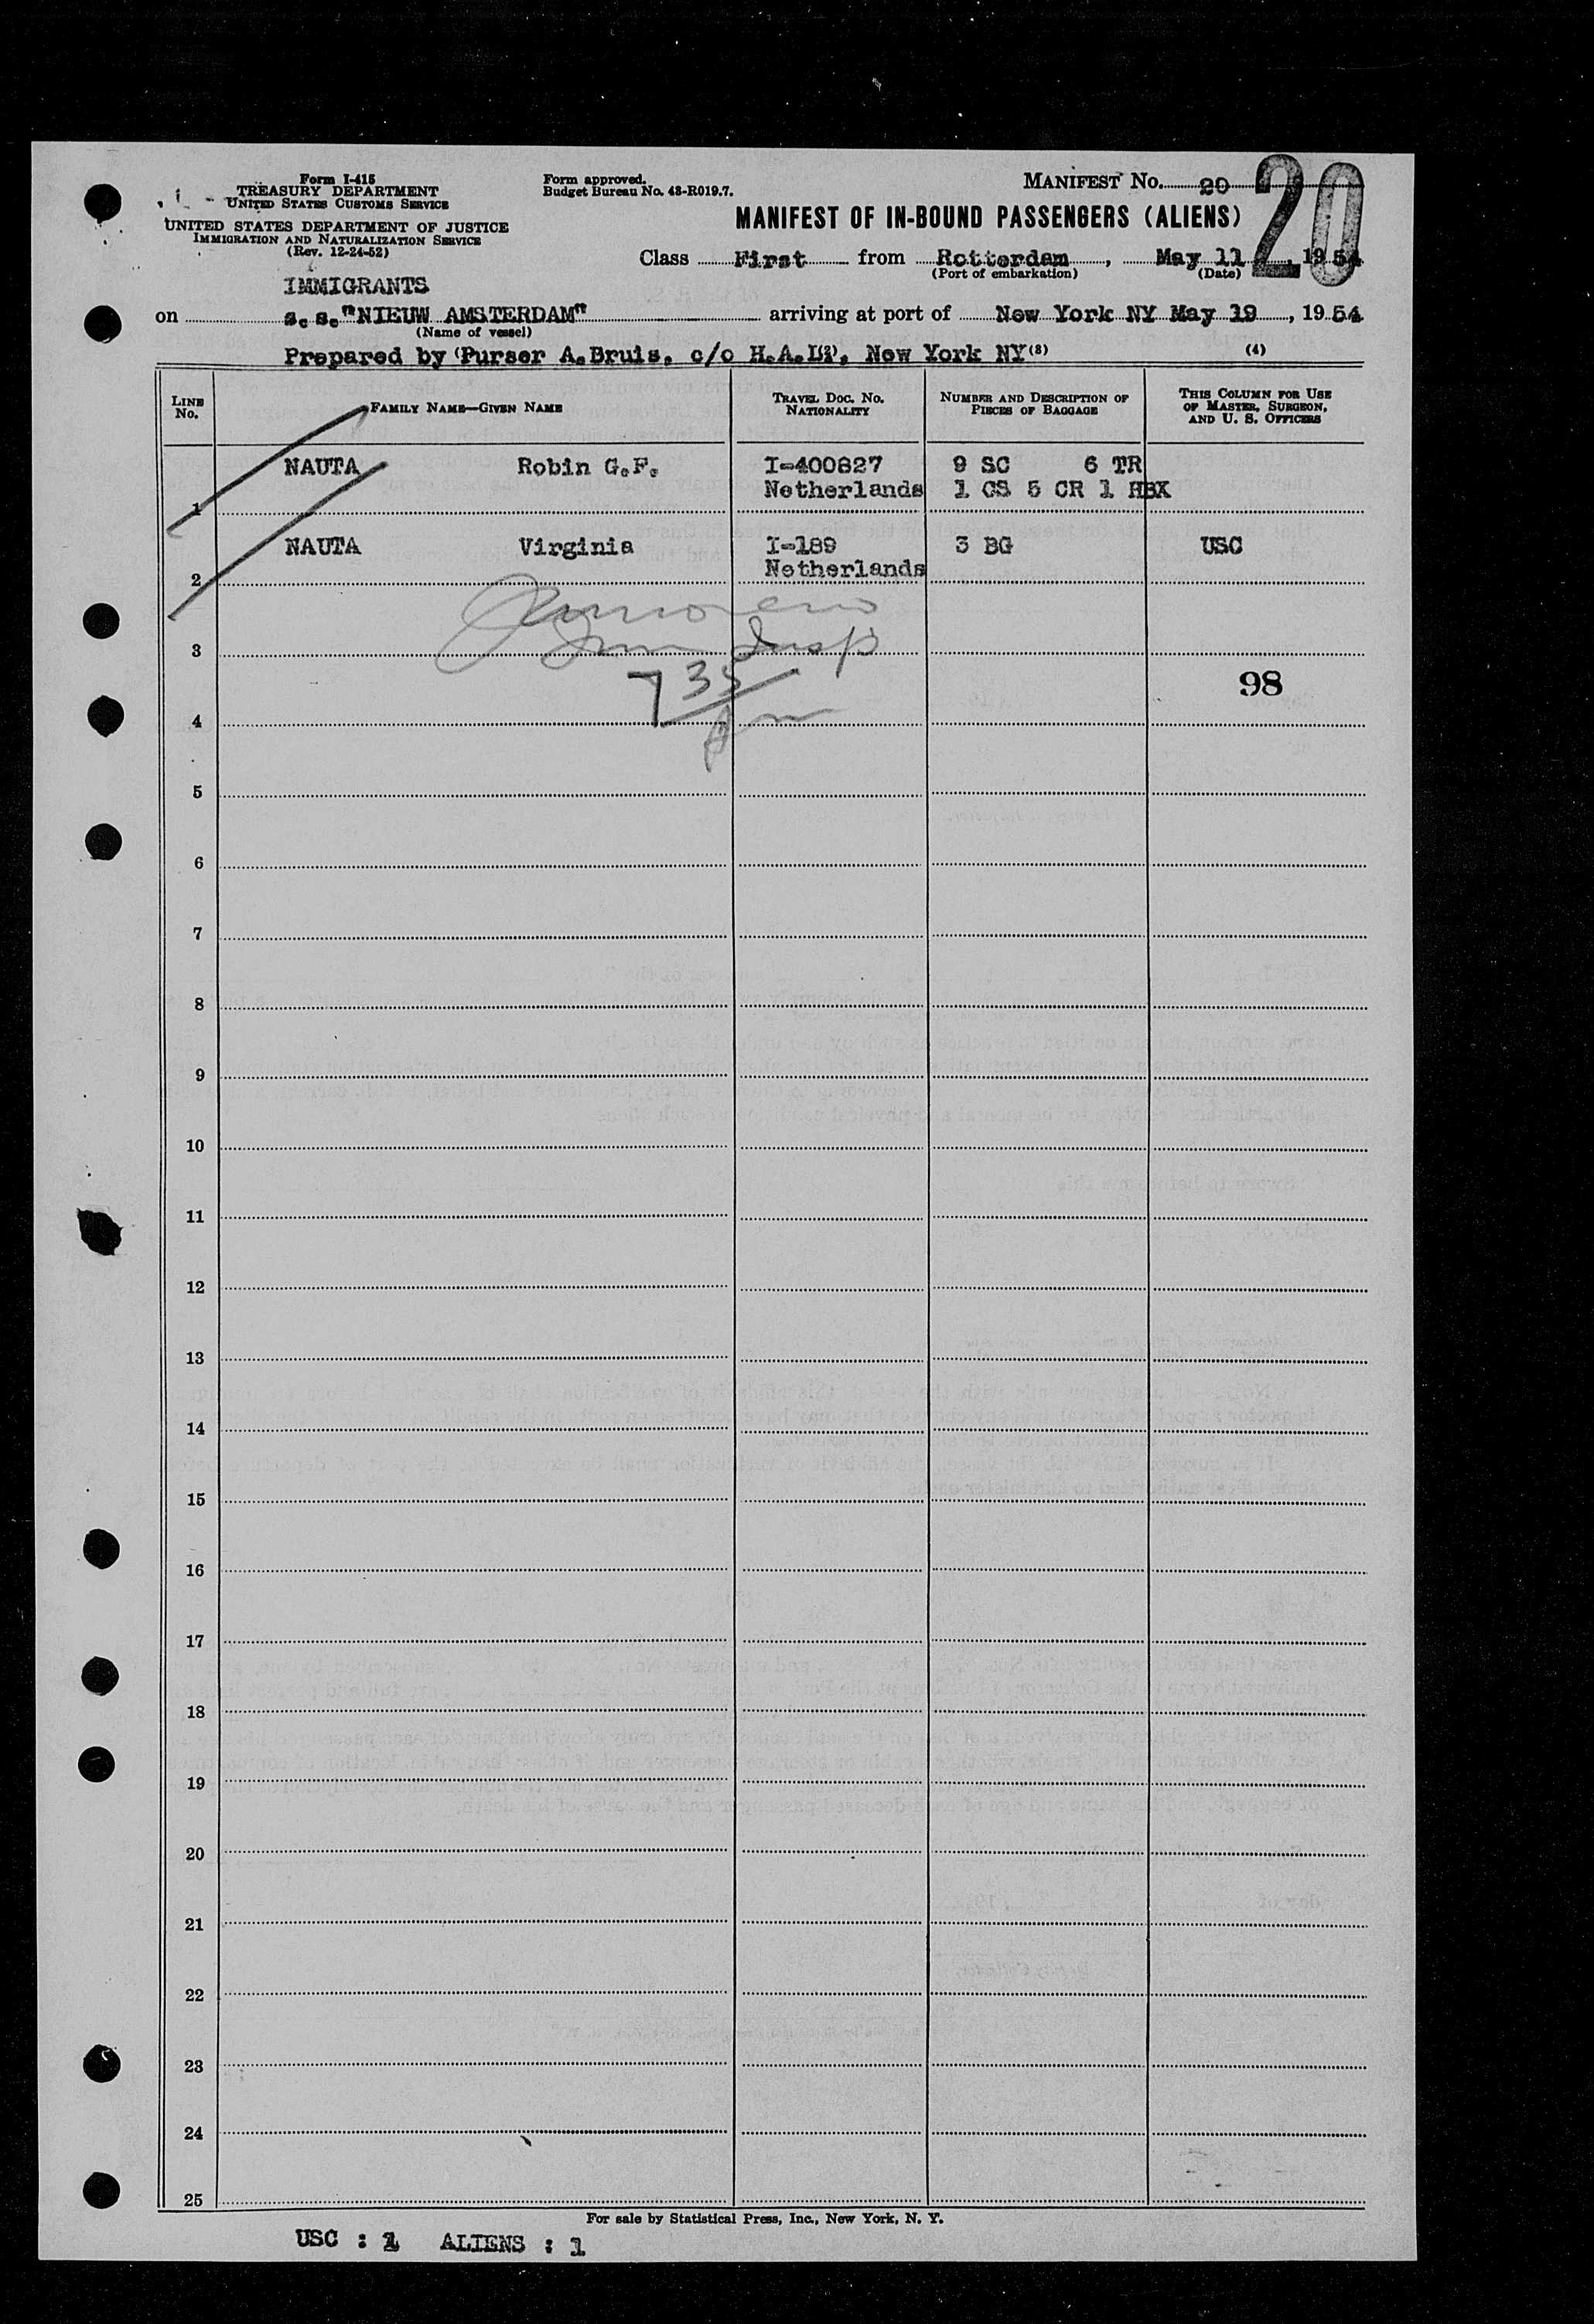 Form I-415
TREASURY DEPARTMENT
UNITED STATES CUSTOMS SERVICE
UNITED STATES DEPARTMENT OF JUSTICE
IMMIGRATION AND NATURALIZATION SERVICE
(Rev. 12-24-52)
Form approved.
Budget Bureau No. 43-R019.7.
MANIFEST No. 20
20
MANIFEST OF IN-BOUND PASSENGERS (ALIENS)
Class First from Rotterdam, May 11, 1954
(Port of embarkation) (Date)
IMMIGRANTS
on s.s."NIEUW AMSTERDAM" arriving at port of New York NY May 19, 1954
(Name of vessel)
Prepared by Purser A.Bruis, c/o H.A.L., New York NY (3) (4)
LINE No. FAMILY NAME—GIVEN NAME TRAVEL DOC. NO. NATIONALITY NUMBER AND DESCRIPTION OF PIECES OF BAGGAGE THIS COLUMN FOR USE OF MASTER, SURGEON, AND U. S. OFFICERS
NAUTA Robin G.F. I-400827 9 SC 6 TR
1 Netherlands 1 CS 5 CR 1 HBX
NAUTA Virginia I-189 3 BG USC
2 Netherlands
3 Imm Insp
98
7 35
4
5
6
7
8
9
10
11
12
13
14
15
16
17
18
19
20
21
22
23
24
25
For sale by Statistical Press, Inc., New York, N. Y.
USC : 1 ALIENS : 1